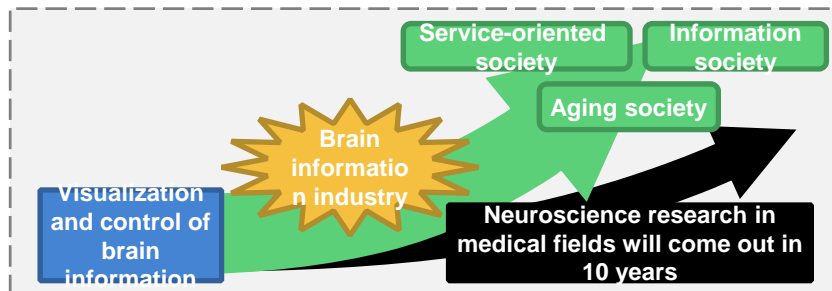 Service-oriented
society
Information
society
Aging society
Brain
informatio
n industry
Visualization
and control of
brain
information
Neuroscience research in
medical fields will come out in
10 years